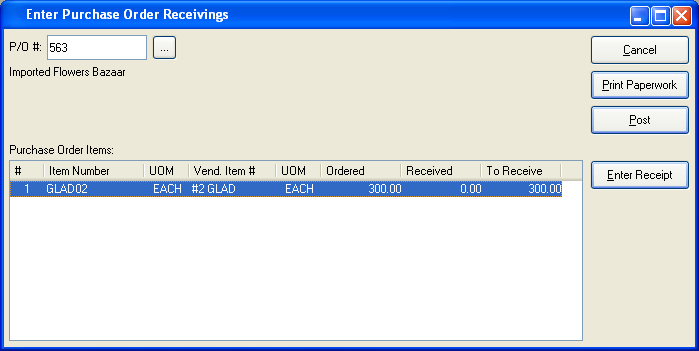 Enter Purchase Order Receivings
P/O #: 563 ...
Cancel
Imported Flowers Bazaar
Print Paperwork
Post
Purchase Order Items:
# Item Number UOM Vend. Item # UOM Ordered Received To Receive
1 GLAD02 EACH #2 GLAD EACH 300.00 0.00 300.00
Enter Receipt